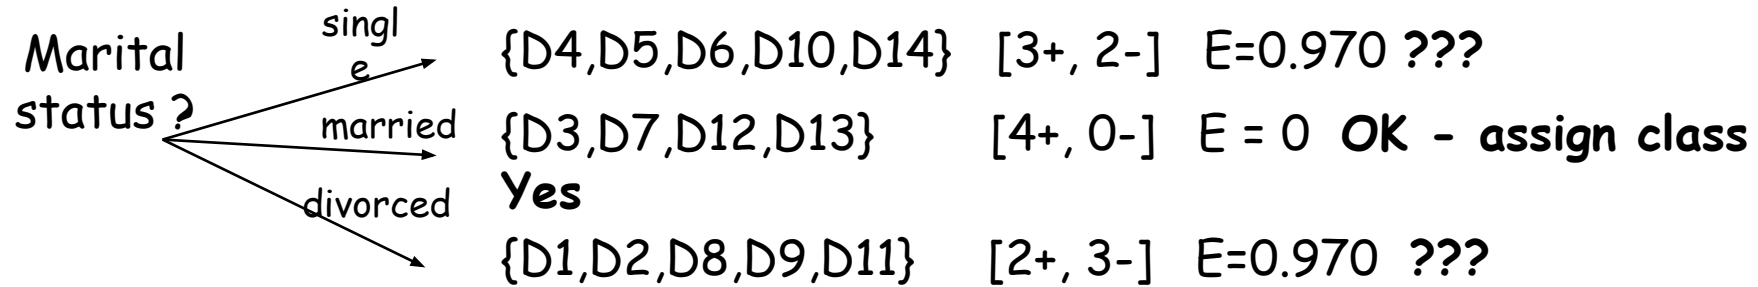 Marital
status ?
singl
e
married
divorced
{D4,D5,D6,D10,D14} [3+, 2-] E=0.970 ???
{D3,D7,D12,D13} [4+, 0-] E = 0 OK - assign class
Yes
{D1,D2,D8,D9,D11} [2+, 3-] E=0.970 ???